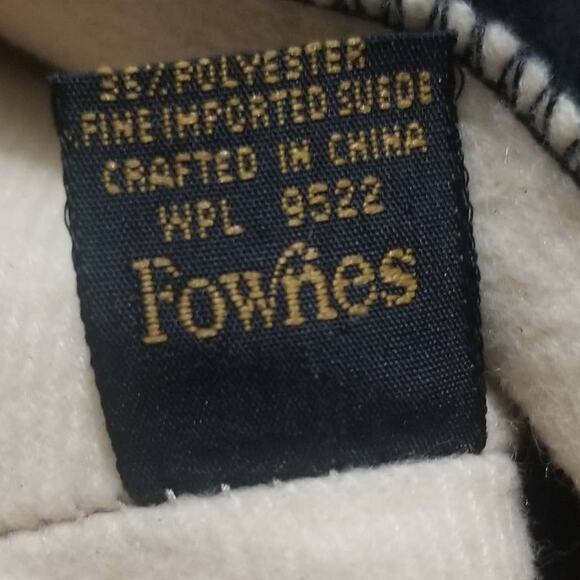 POLYESTER
FINE IMPORTED SUEDE
CRAFTED IN CHINA
WPL 9522
Fownes